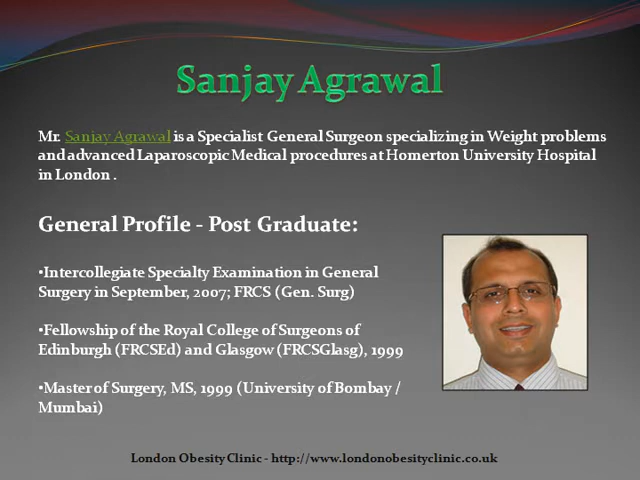 Sanjay Agrawal
Mr. Sanjay Agrawal is a Specialist General Surgeon specializing in Weight problems
and advanced Laparoscopic Medical procedures at Homerton University Hospital
in London .
General Profile - Post Graduate:
•Intercollegiate Specialty Examination in General
Surgery in September, 2007; FRCS (Gen. Surg)
•Fellowship of the Royal College of Surgeons of
Edinburgh (FRCSEd) and Glasgow (FRCSGlasg), 1999
•Master of Surgery, MS, 1999 (University of Bombay /
Mumbai)
London Obesity Clinic - http://www.londonobesityclinic.co.uk